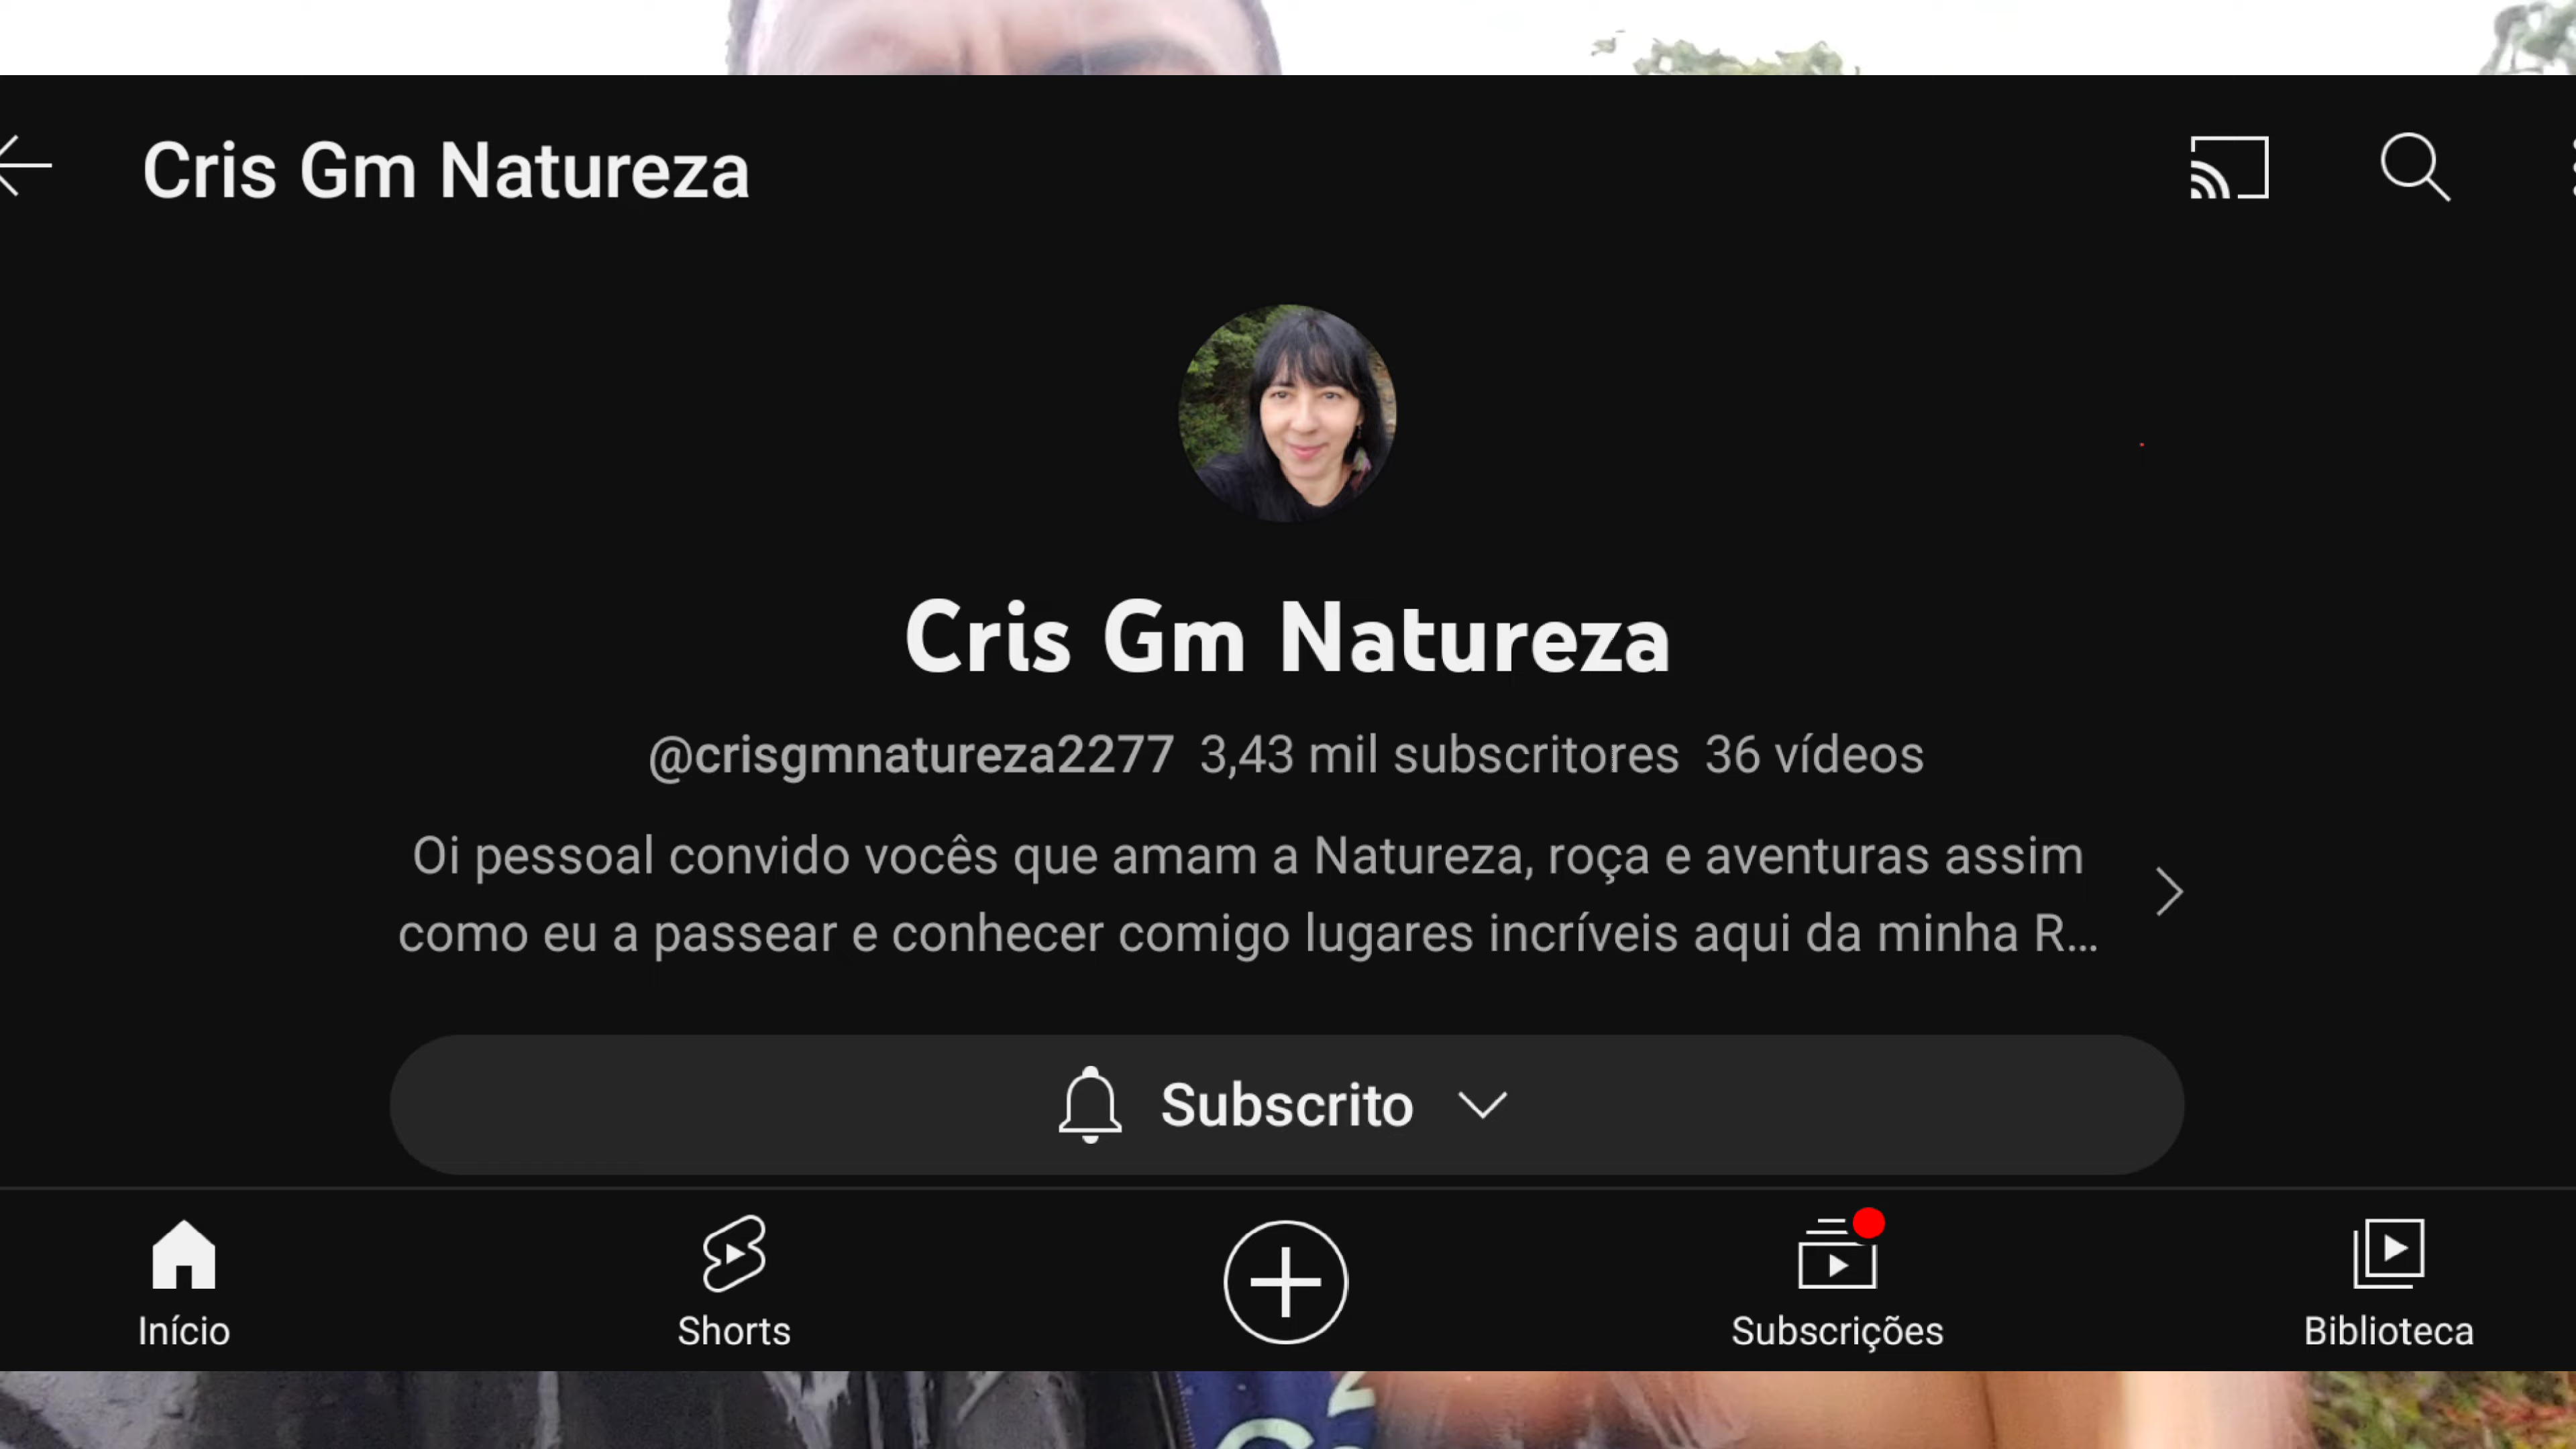 Cris Gm Natureza
Cris Gm Natureza
@crisgmnatureza2277 3,43 mil subscritores 36 vídeos
Oi pessoal convido vocês que amam a Natureza, roça e aventuras assim
como eu a passear e conhecer comigo lugares incríveis aqui da minha R...
Subscrito
Início
Shorts
Subscrições
Biblioteca